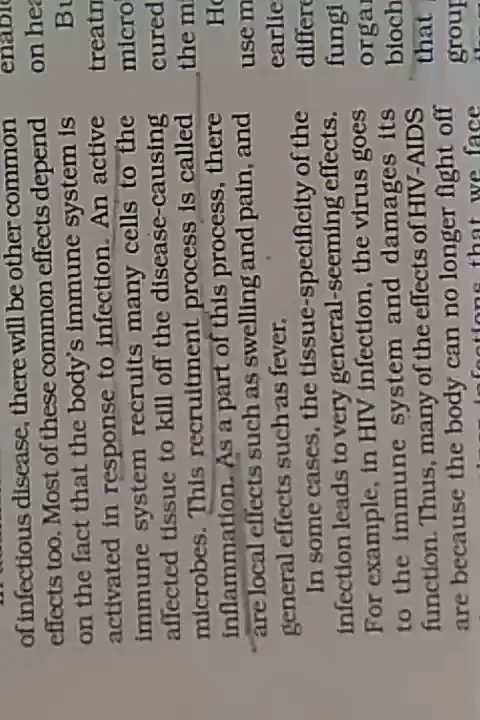 of infectious disease, there will be other common
effects too. Most of these common effects depend
on the fact that the body's immune system is
activated in response to infection. An active
immune system recruits many cells to the
affected tissue to kill off the disease-causing
microbes. This recruitment process is called
inflammation. As a part of this process, there
are local effects such as swelling and pain, and
general effects such as fever.
In some cases, the tissue-specificity of the
infection leads to very general-seeming effects.
For example, in HIV infection, the virus goes
to the immune system and damages its
function. Thus, many of the effects of HIV-AIDS
are because the body can no longer fight off
that we face
on hea
Bu
treatm
micro
cured
the mi
Ho
use m
earlie
differe
fungi
organ
bioch
that
group